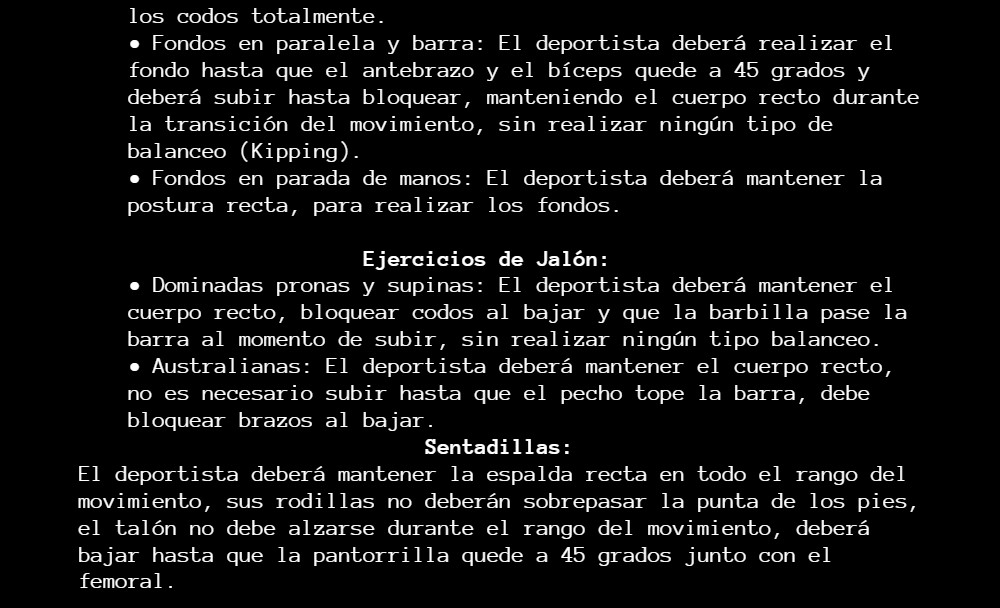 los codos totalmente.
• Fondos en paralela y barra: El deportista deberá realizar el
fondo hasta que el antebrazo y el bíceps quede a 45 grados y
deberá subir hasta bloquear, manteniendo el cuerpo recto durante
la transición del movimiento, sin realizar ningún tipo de
balanceo (Kipping).
• Fondos en parada de manos: El deportista deberá mantener la
postura recta, para realizar los fondos.
Ejercicios de Jalón:
• Dominadas pronas y supinas: El deportista deberá mantener el
cuerpo recto, bloquear codos al bajar y que la barbilla pase la
barra al momento de subir, sin realizar ningún tipo balanceo.
• Australianas: El deportista deberá mantener el cuerpo recto,
no es necesario subir hasta que el pecho tope la barra, debe
bloquear brazos al bajar.
Sentadillas:
El deportista deberá mantener la espalda recta en todo el rango del
movimiento, sus rodillas no deberán sobrepasar la punta de los pies,
el talón no debe alzarse durante el rango del movimiento, deberá
bajar hasta que la pantorrilla quede a 45 grados junto con el
femoral.